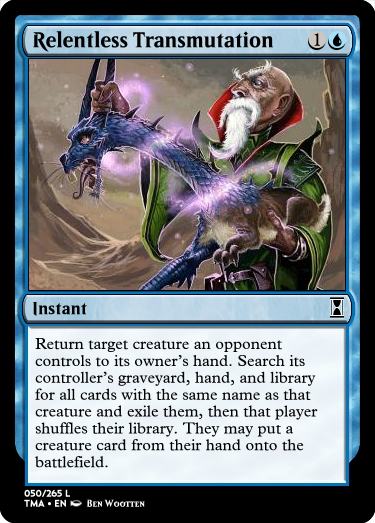 Relentless Transmutation 1
Instant
Return target creature an opponent
controls to its owner's hand. Search its
controller's graveyard, hand, and library
for all cards with the same name as that
creature and exile them, then that player
shuffles their library. They may put a
creature card from their hand onto the
battlefield.
050/265 L
TMA • EN Ben Wootten